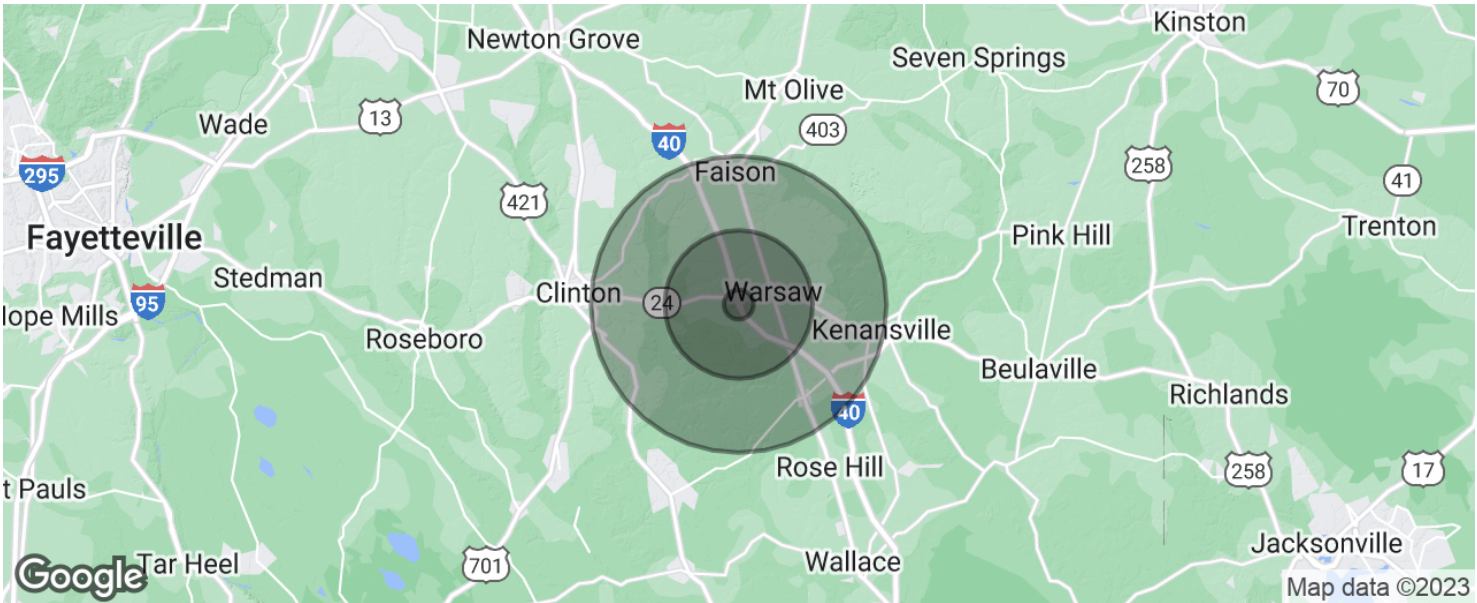 Kinston
Newton Grove
Seven Springs
Mt Olive
70
Wade
13
403
40
258
295
Faison
41
421
Fayetteville
Pink Hill
Trenton
Stedman
Clinton
24
Warsaw
95
ope Mills
Kenansville
Roseboro
Beulaville
Richlands
40
Rose Hill
258
17
t Pauls
Jacksonville
Wallace
Tar Heel
701
Google
Map data ©2023